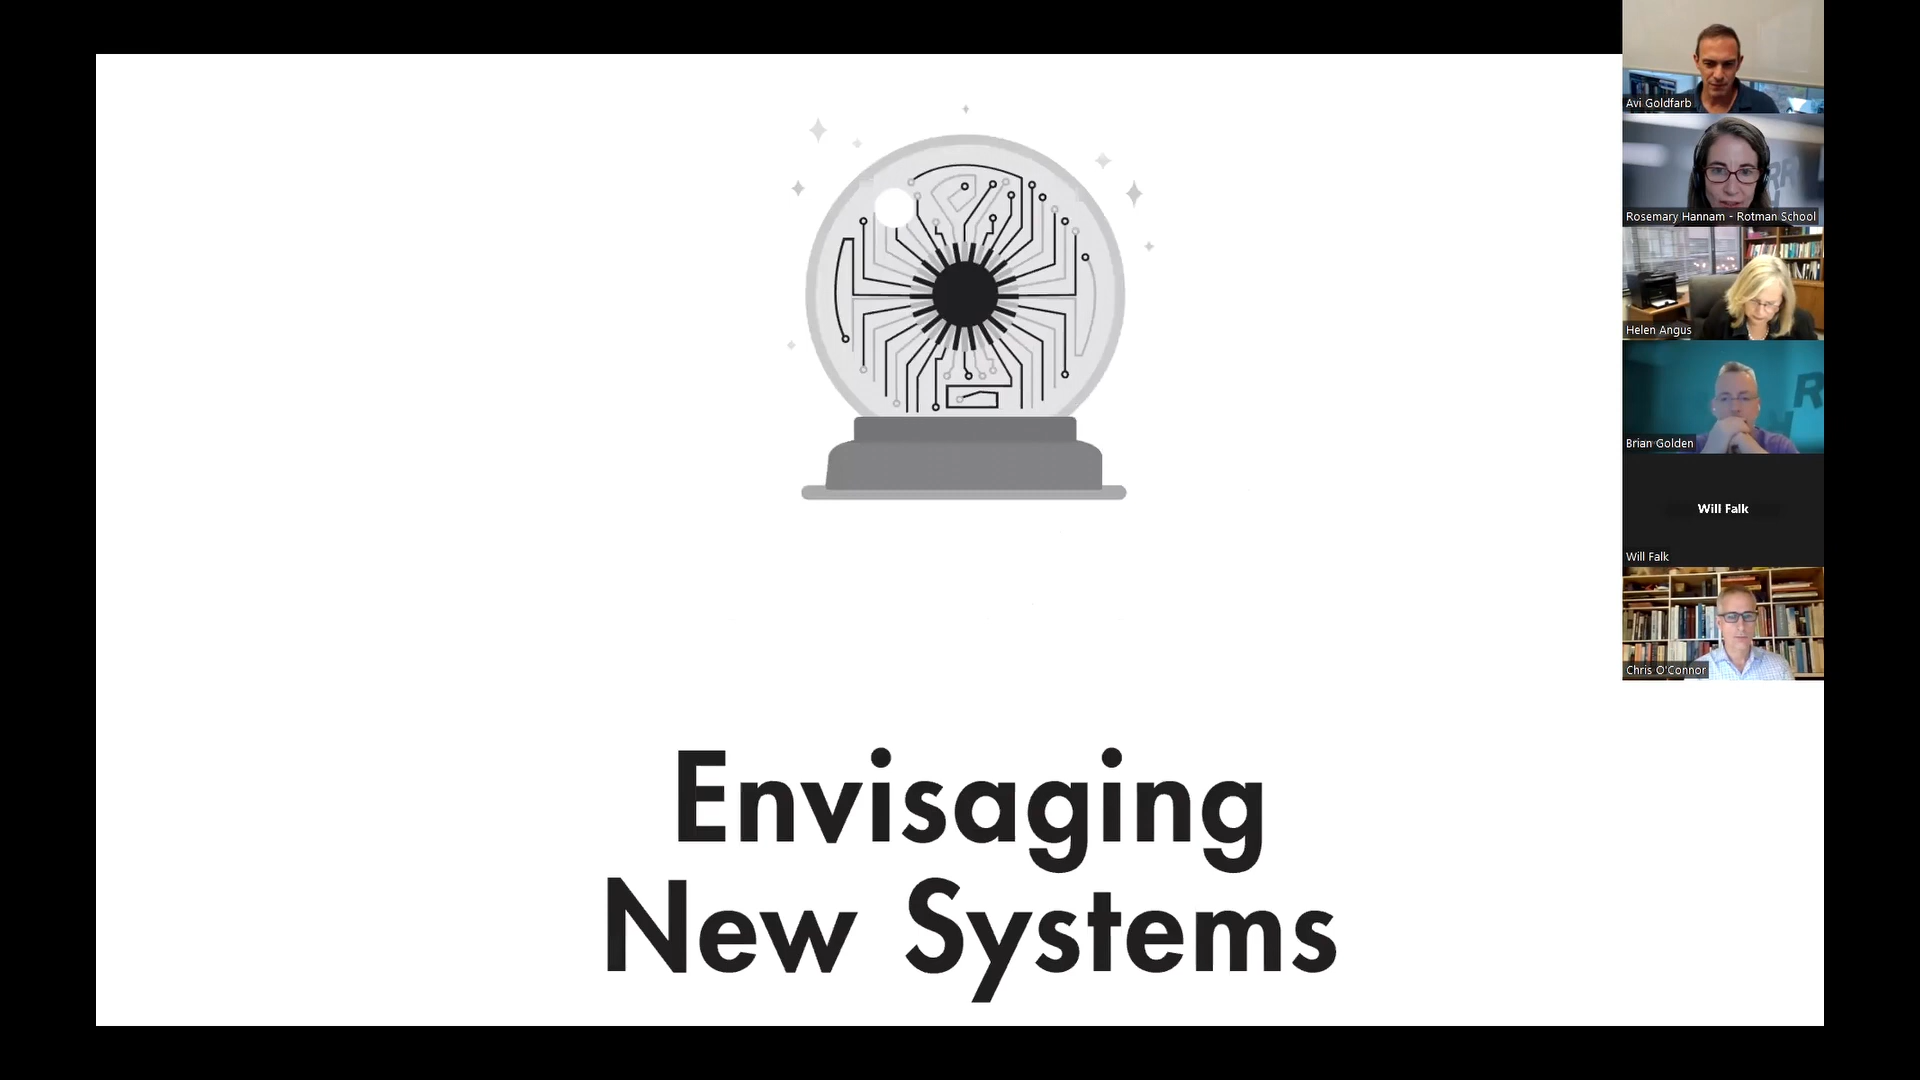 Envisaging
New Systems
Avi Goldfarb
Rosemary Hannam - Rotman School
Helen Angus
Brian Golden
Will Falk
Will Falk
Chris O'Connor